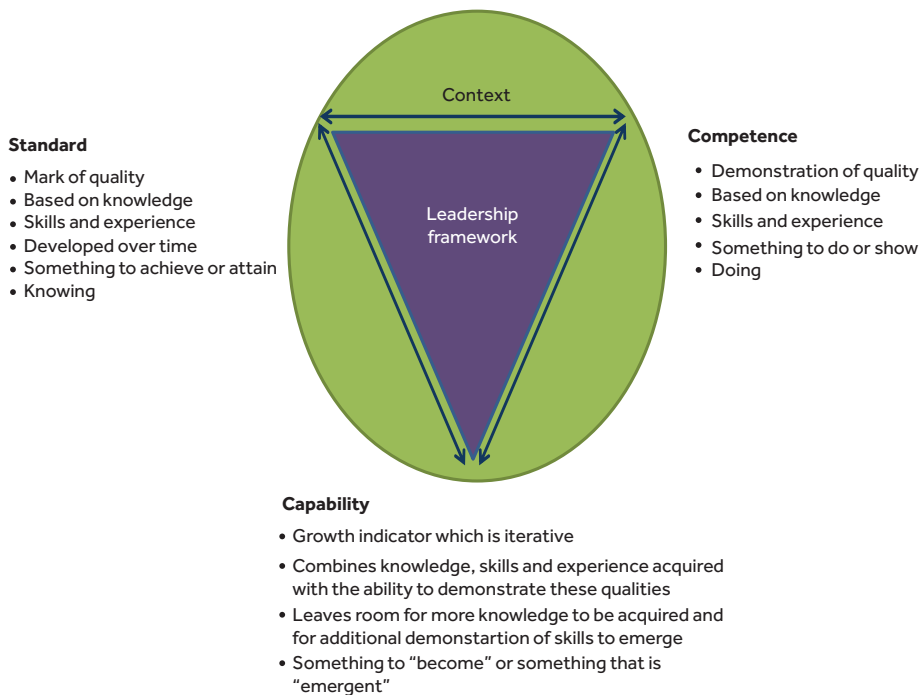 Context
Leadership
framework
Standard
• Mark of quality
• Based on knowledge
• Skills and experience
• Developed over time
• Something to achieve or attain
• Knowing
Competence
• Demonstration of quality
• Based on knowledge
• Skills and experience
• Something to do or show
• Doing
Capability
• Growth indicator which is iterative
• Combines knowledge, skills and experience acquired
with the ability to demonstrate these qualities
• Leaves room for more knowledge to be acquired and
for additional demonstartion of skills to emerge
• Something to “become” or something that is
“emergent”